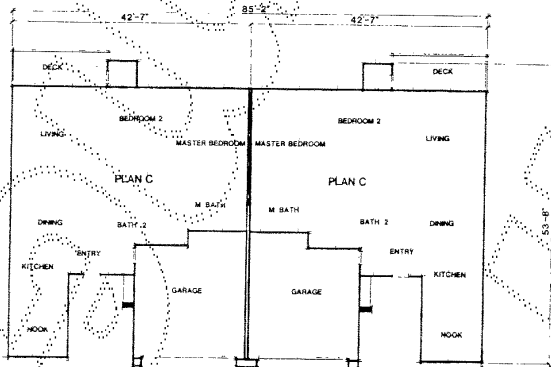 85'-2"
42'-7" 42'-7"
DECK DECK
BEDROOM 2 BEDROOM 2
LIVING LIVING
MASTER BEDROOM MASTER BEDROOM
PLAN C PLAN C
M BATH M BATH
DINING BATH 2 BATH 2 DINING
53'-8"
ENTRY ENTRY
KITCHEN KITCHEN
GARAGE GARAGE
NOOK NOOK